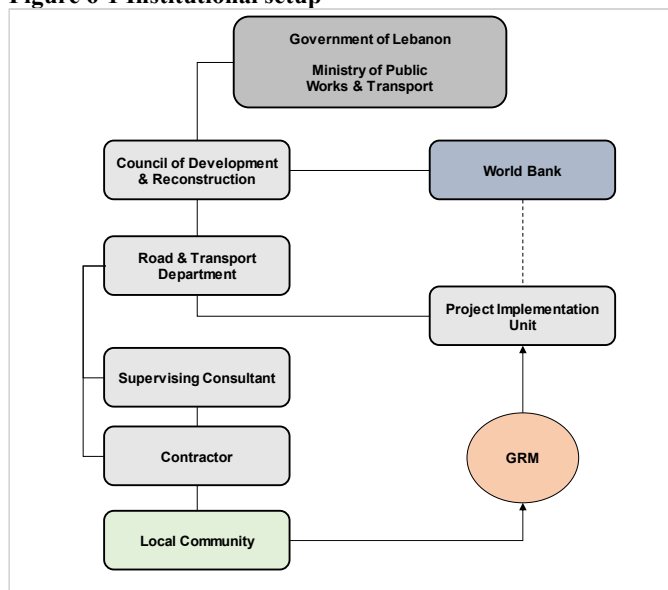 Figure 6-1 Institutional setup
Government of Lebanon
Ministry of Public
Works & Transport
Council of Development
& Reconstruction
World Bank
Road & Transport
Department
Project Implementation
Unit
Supervising Consultant
Contractor
GRM
Local Community